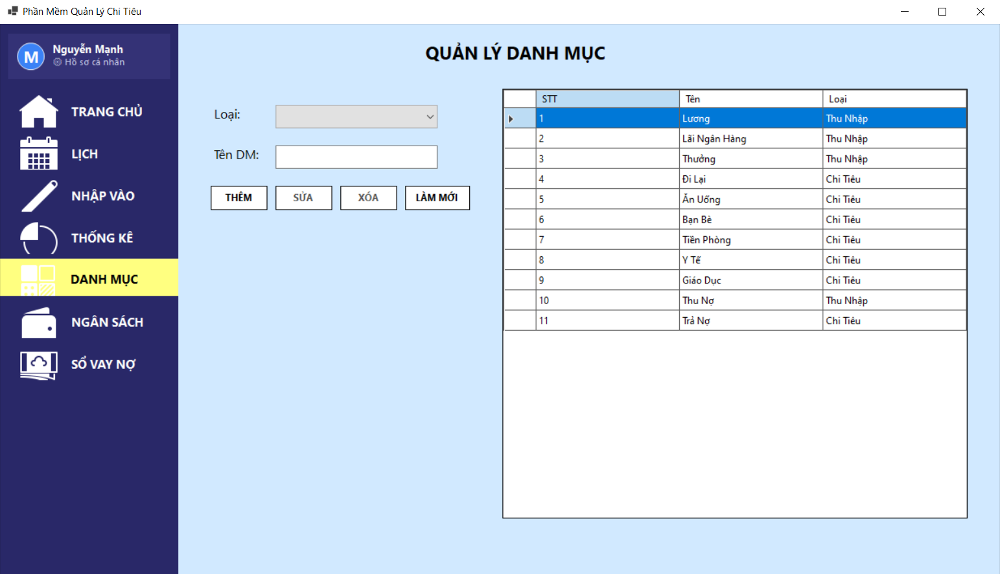 Phần Mềm Quản Lý Chi Tiêu
M
Nguyễn Mạnh
Hồ sơ cá nhân
TRANG CHỦ
LỊCH
NHẬP VÀO
THỐNG KÊ
DANH MỤC
NGÂN SÁCH
SỔ VAY NỢ
QUẢN LÝ DANH MỤC
Loại:
Tên DM:
THÊM SỬA XÓA LÀM MỚI
STT Tên Loại
1 Lương Thu Nhập
2 Lãi Ngân Hàng Thu Nhập
3 Thưởng Thu Nhập
4 Đi Lại Chi Tiêu
5 Ăn Uống Chi Tiêu
6 Bạn Bè Chi Tiêu
7 Tiền Phòng Chi Tiêu
8 Y Tế Chi Tiêu
9 Giáo Dục Chi Tiêu
10 Thu Nợ Thu Nhập
11 Trả Nợ Chi Tiêu